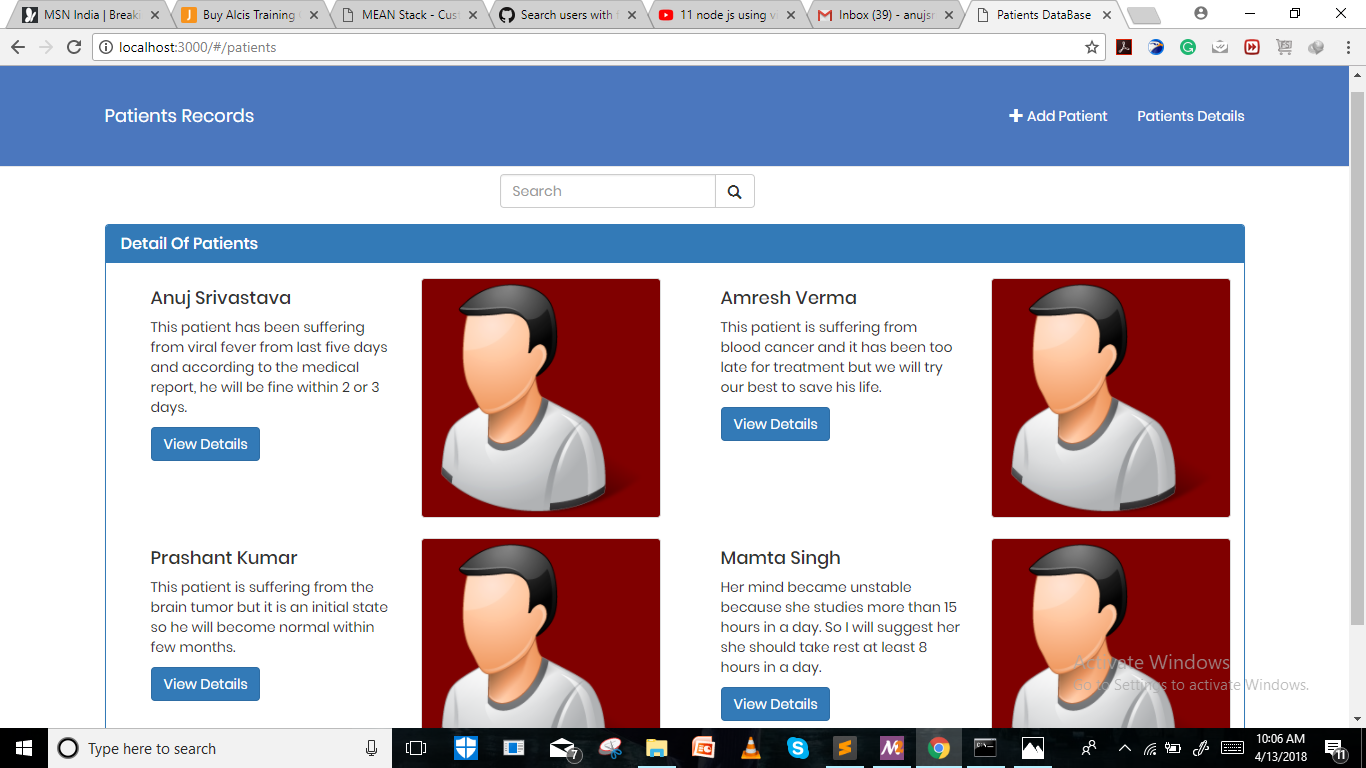 MSN India | Breaki
Buy Alcis Training
MEAN Stack - Cust
Search users with f
11 node js using vi
Inbox (39) - anujsr
Patients DataBase
localhost:3000/#/patients
Patients Records
Add Patient
Patients Details
Search
Detail Of Patients
Anuj Srivastava
This patient has been suffering
from viral fever from last five days
and according to the medical
report, he will be fine within 2 or 3
days.
View Details
Amresh Verma
This patient is suffering from
blood cancer and it has been too
late for treatment but we will try
our best to save his life.
View Details
Prashant Kumar
This patient is suffering from the
brain tumor but it is an initial state
so he will become normal within
few months.
View Details
Mamta Singh
Her mind became unstable
because she studies more than 15
hours in a day. So I will suggest her
she should take rest at least 8
hours in a day.
View Details
Activate Windows
Go to Settings to activate Windows.
Type here to search
7
10:06 AM
4/13/2018
11